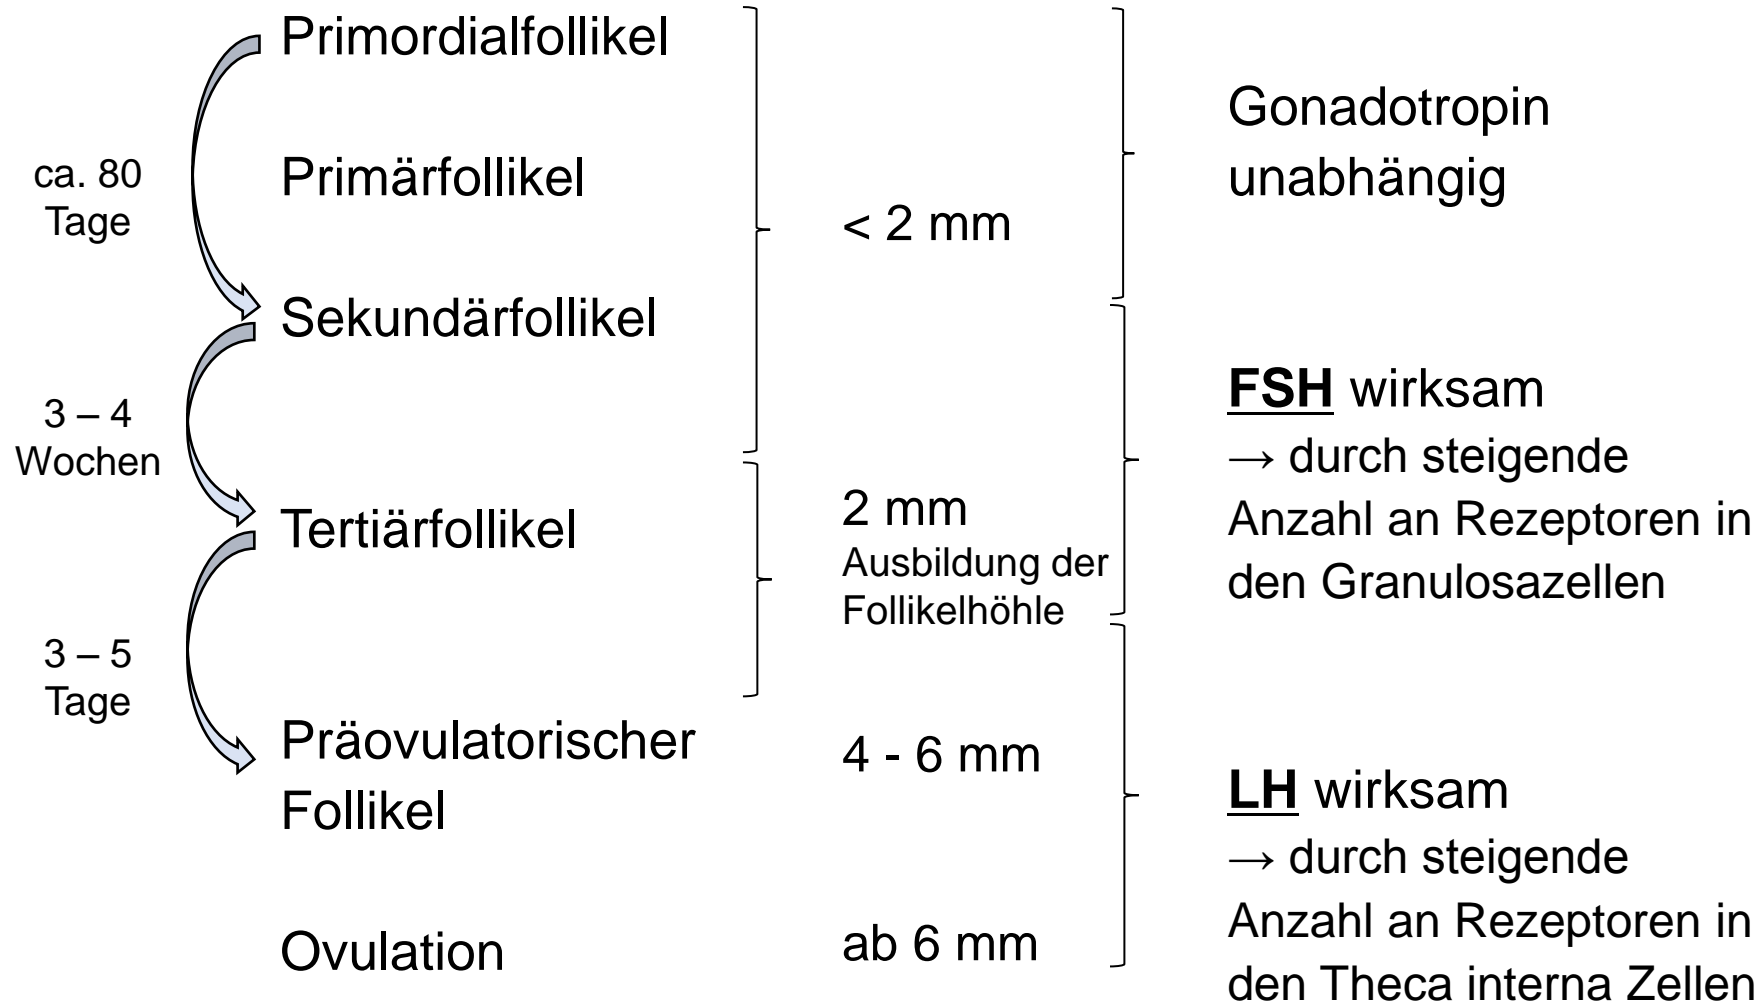 Primordialfollikel
Primärfollikel
Sekundärfollikel
Tertiärfollikel
Präovulatorischer
Follikel
Ovulation
ca. 80
Tage
3 – 4
Wochen
3 – 5
Tage
< 2 mm
2 mm
Ausbildung der
Follikelhöhle
4 - 6 mm
ab 6 mm
Gonadotropin
unabhängig
FSH wirksam
→ durch steigende
Anzahl an Rezeptoren in
den Granulosazellen
LH wirksam
→ durch steigende
Anzahl an Rezeptoren in
den Theca interna Zellen